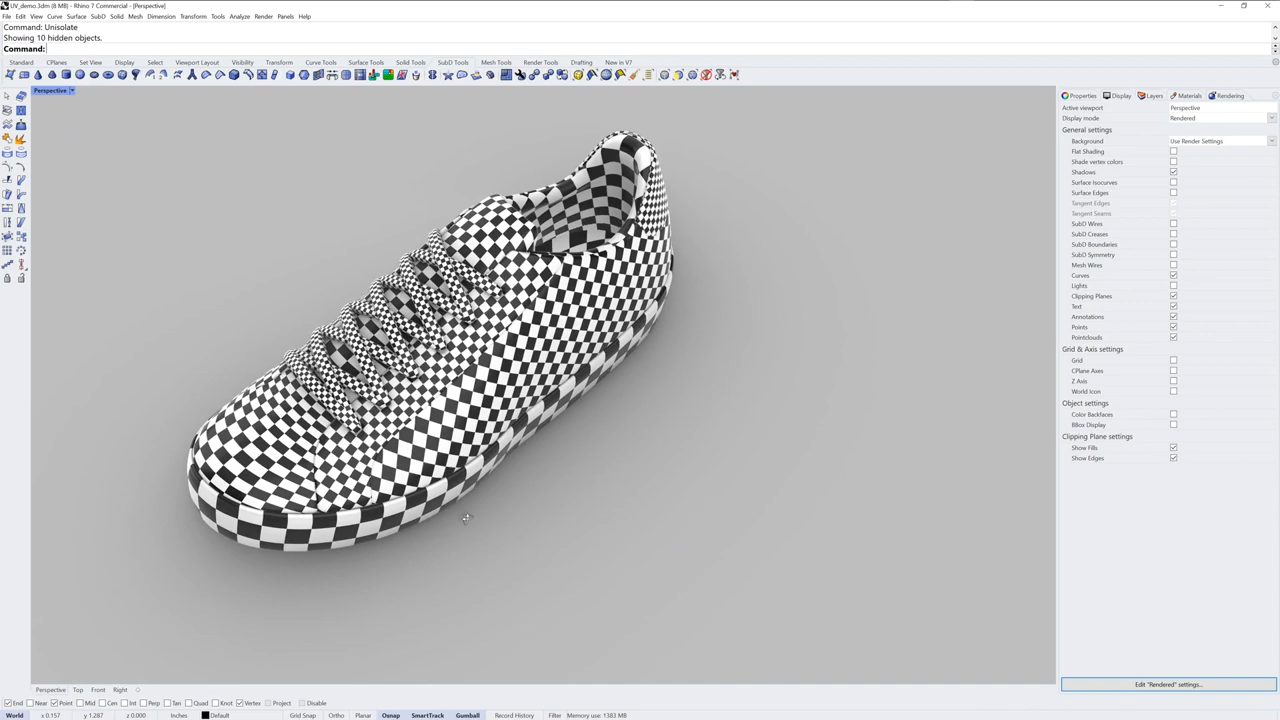 UV_demo.3dm (8 MB) - Rhino 7 Commercial - [Perspective]
File Edit View Curve Surface SubD Solid Mesh Dimension Transform Tools Analyze Render Panels Help
Command: Unisolate
Showing 10 hidden objects.
Command:
Standard CPlanes Set View Display Select Viewport Layout Visibility Transform Curve Tools Surface Tools Solid Tools SubD Tools Mesh Tools Render Tools Drafting New in V7
Perspective
Properties Display Layers Materials Rendering
Active viewport Perspective
Display mode Rendered
General settings
Background Use Render Settings
Flat Shading
Shade vertex colors
Shadows
Surface Isocurves
Surface Edges
Tangent Edges
Tangent Seams
SubD Wires
SubD Creases
SubD Boundaries
SubD Symmetry
Mesh Wires
Curves
Lights
Clipping Planes
Text
Annotations
Points
Pointclouds
Grid & Axis settings
Grid
CPlane Axes
Z Axis
World Icon
Object settings
Color Backfaces
BBox Display
Clipping Plane settings
Show Fills
Show Edges
Edit "Rendered" settings...
Perspective Top Front Right
End Near Point Mid Cen Int Perp Tan Quad Knot Vertex Project Disable
World x 0.157 y 1.287 z 0.000 Inches Default Grid Snap Ortho Planar Osnap SmartTrack Gumball Record History Filter Memory use: 1383 MB